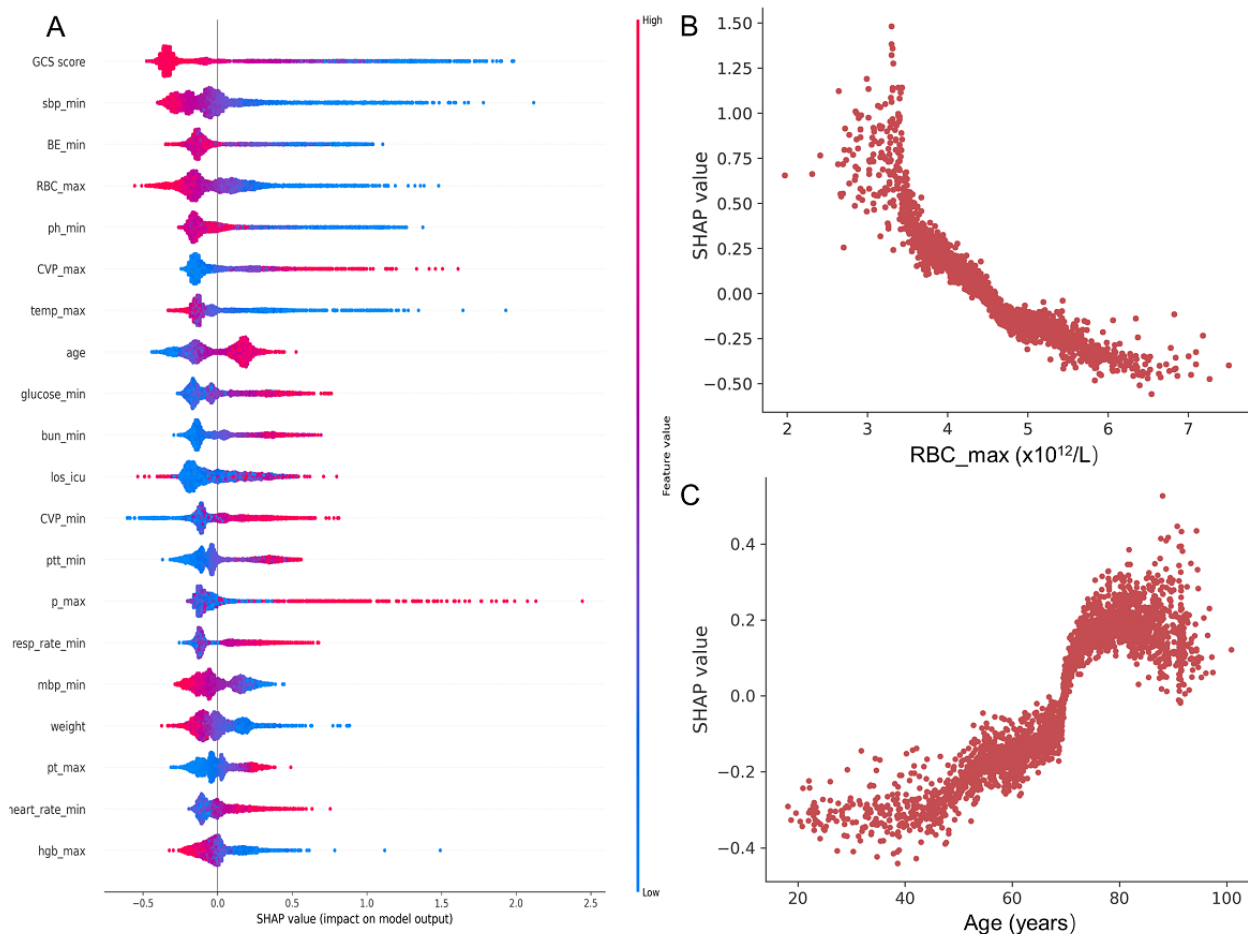 A
GCS score
sbp_min
BE_min
RBC_max
ph_min
CVP_max
temp_max
age
glucose_min
bun_min
los_icu
CVP_min
ptt_min
p_max
resp_rate_min
mbp_min
weight
pt_max
heart_rate_min
hgb_max
−0.5 0.0 0.5 1.0 1.5 2.0 2.5
SHAP value (impact on model output)
High
Feature value
Low
B
1.50
1.25
1.00
0.75
0.50
0.25
0.00
−0.25
−0.50
SHAP value
2 3 4 5 6 7
RBC_max (x10¹²/L)
C
0.4
0.2
0.0
−0.2
−0.4
SHAP value
20 40 60 80 100
Age (years)